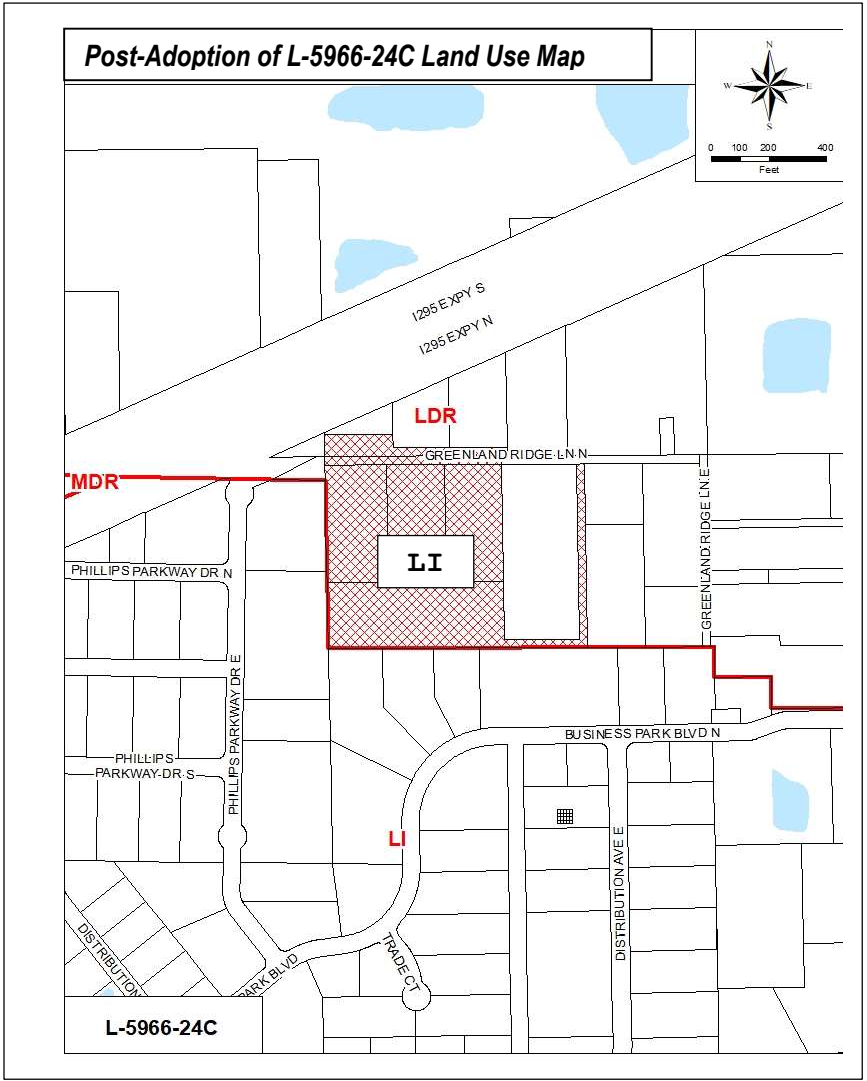 Post-Adoption of L-5966-24C Land Use Map
N
W
E
S
0 100 200 400
Feet
I295 EXPY S
I295 EXPY N
LDR
GREENLAND RIDGE LN N
MDR
GREENLAND RIDGE LN E
LI
PHILLIPS PARKWAY DR N
PHILLIPS PARKWAY DR E
BUSINESS PARK BLVD N
PHILLIPS
PARKWAY DR S
LI
DISTRIBUTION AVE E
DISTRIBUTION
TRADE CT
PARK BLVD
L-5966-24C